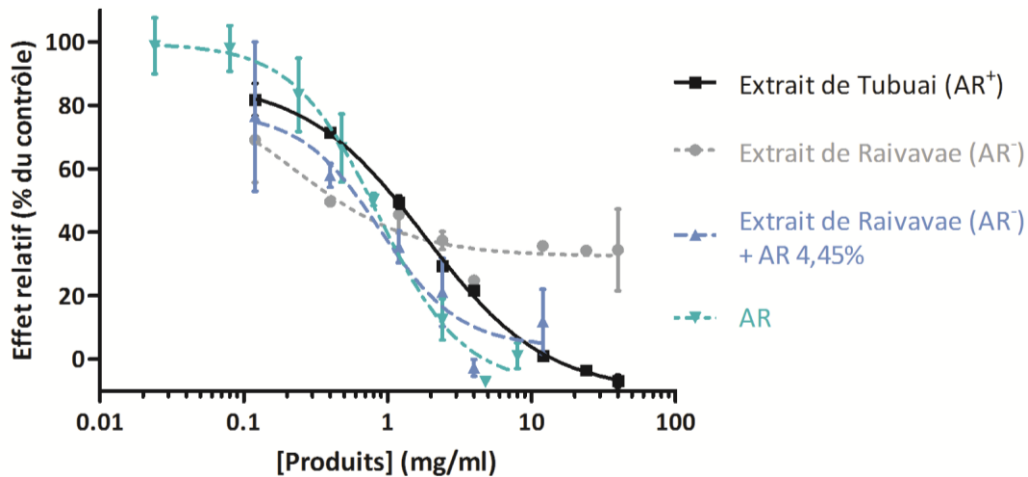 Effet relatif (% du contrôle)
100
80
60
40
20
0
0.01
0.1
1
10
100
[Produits] (mg/ml)
Extrait de Tubuai (AR⁺)
Extrait de Raivavae (AR⁻)
Extrait de Raivavae (AR⁻)
+ AR 4,45%
AR